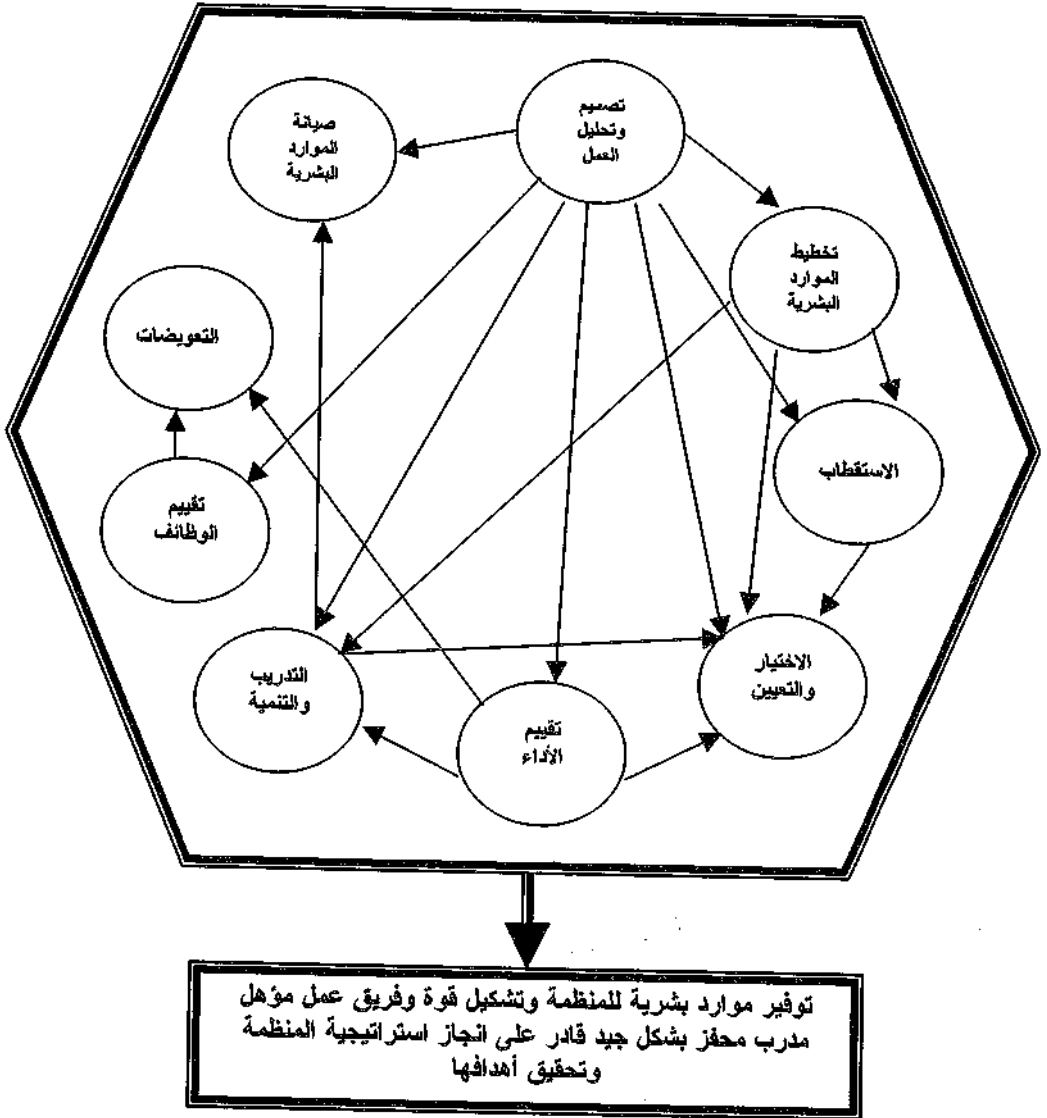 تصميم
وتحليل
العمل
صيانة
الموارد
البشرية
تخطيط
الموارد
البشرية
التعويضات
الاستقطاب
تقييم
الوظائف
الاختيار
والتعيين
التدريب
والتنمية
تقييم
الأداء
توفير موارد بشرية للمنظمة وتشكيل قوة وفريق عمل مؤهل
مدرب محفز بشكل جيد قادر على انجاز استراتيجية المنظمة
وتحقيق أهدافها